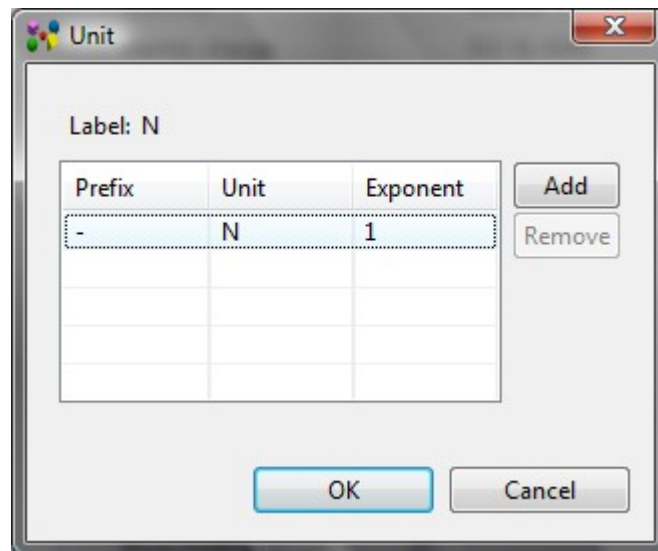 Unit
Label: N
Prefix Unit Exponent Add
- N 1 Remove
OK Cancel